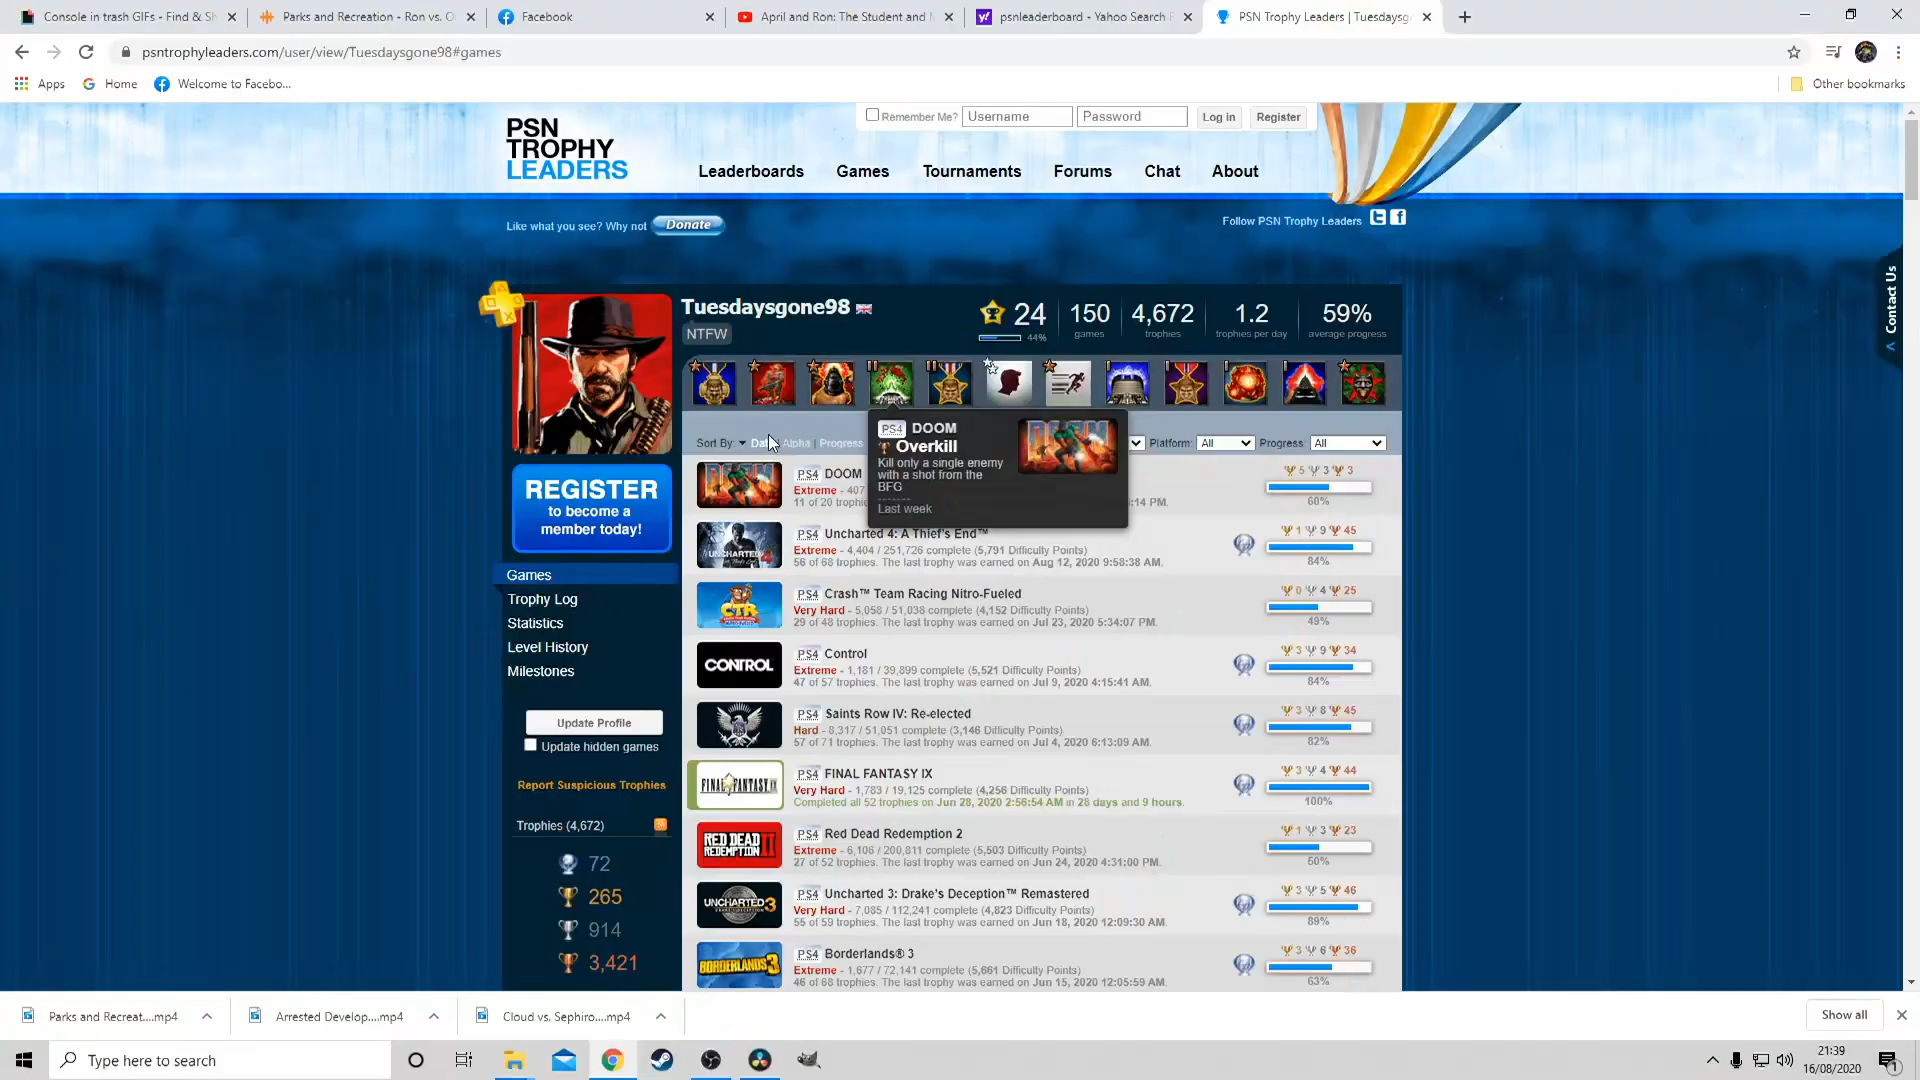 Console in trash GIFs - Find & Sh
Parks and Recreation - Ron vs. O
Facebook
April and Ron: The Student and
psnleaderboard - Yahoo Search
PSN Trophy Leaders | Tuesdaysg
psntrophyleaders.com/user/view/Tuesdaysgone98#games
Apps
Home
Welcome to Facebo...
Other bookmarks
PSN
TROPHY
LEADERS
Remember Me?
Username
Password
Log in
Register
Leaderboards
Games
Tournaments
Forums
Chat
About
Like what you see? Why not
Donate
Follow PSN Trophy Leaders
Contact Us
Tuesdaysgone98
NTFW
24
44%
150
games
4,672
trophies
1.2
trophies per day
59%
average progress
PS4 DOOM
Overkill
Kill only a single enemy
with a shot from the
BFG
-------
Last week
Sort By: Date Alpha | Progress
Platform: All
Progress: All
PS4 DOOM
Extreme - 407
11 of 20 trophie
:14 PM.
5 3 3
60%
PS4 Uncharted 4: A Thief's End™
Extreme - 4,404 / 251,726 complete (5,791 Difficulty Points)
56 of 68 trophies. The last trophy was earned on Aug 12, 2020 9:58:38 AM.
1 9 45
84%
PS4 Crash™ Team Racing Nitro-Fueled
Very Hard - 5,058 / 51,038 complete (4,152 Difficulty Points)
29 of 48 trophies. The last trophy was earned on Jul 23, 2020 5:34:07 PM.
0 4 25
49%
CONTROL
PS4 Control
Extreme - 1,181 / 39,899 complete (5,521 Difficulty Points)
47 of 57 trophies. The last trophy was earned on Jul 9, 2020 4:15:41 AM.
3 9 34
84%
PS4 Saints Row IV: Re-elected
Hard - 8,317 / 51,051 complete (3,146 Difficulty Points)
57 of 71 trophies. The last trophy was earned on Jul 4, 2020 6:13:09 AM.
3 8 45
82%
FINAL FANTASY IX
PS4 FINAL FANTASY IX
Very Hard - 1,783 / 19,125 complete (4,256 Difficulty Points)
Completed all 52 trophies on Jun 28, 2020 2:56:54 AM in 28 days and 9 hours.
3 4 44
100%
RED DEAD
REDEMPTION
PS4 Red Dead Redemption 2
Extreme - 6,106 / 200,811 complete (5,503 Difficulty Points)
27 of 52 trophies. The last trophy was earned on Jun 24, 2020 4:31:00 PM.
1 3 23
50%
UNCHARTED 3
PS4 Uncharted 3: Drake's Deception™ Remastered
Very Hard - 7,085 / 112,241 complete (4,823 Difficulty Points)
55 of 59 trophies. The last trophy was earned on Jun 18, 2020 12:09:30 AM.
3 5 46
89%
BORDERLANDS 3
PS4 Borderlands® 3
Extreme - 1,677 / 72,141 complete (5,661 Difficulty Points)
46 of 68 trophies. The last trophy was earned on Jun 15, 2020 12:05:59 AM.
3 6 36
63%
REGISTER
to become a
member today!
Games
Trophy Log
Statistics
Level History
Milestones
Update Profile
Update hidden games
Report Suspicious Trophies
Trophies (4,672)
72
265
914
3,421
Parks and Recreat....mp4
Arrested Develop....mp4
Cloud vs. Sephiro....mp4
Show all
Type here to search
21:39
16/08/2020
1